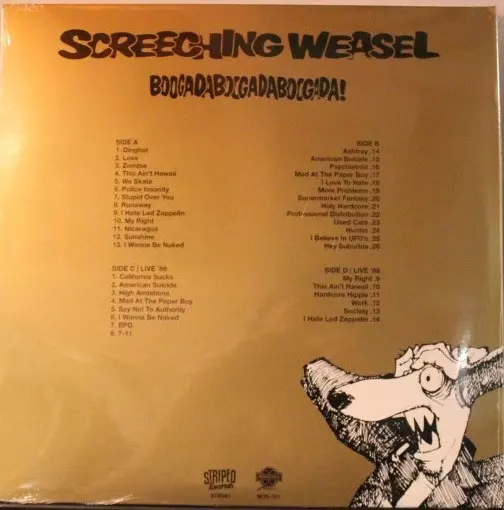 SCREECHING WEASEL
BOOGADABOOGADABOOGADA!
SIDE A
1. Dinghat
2. Love
3. Zombie
4. This Ain't Hawaii
5. We Skate
6. Police Insanity
7. Stupid Over You
8. Runaway
9. I Hate Led Zeppelin
10. My Right
11. Nicaragua
12. Sunshine
13. I Wanna Be Naked
SIDE B
Ashtray .14
American Suicide .15
Psychiatrist .16
Mad At The Paper Boy .17
I Love To Hate .18
More Problems .19
Supermarket Fantasy .20
Holy Hardcore .21
Professional Distribution .22
Used Cars .23
Hunter .24
I Believe In UFO's .25
Hey Suburbia .26
SIDE C | LIVE '88
1. California Sucks
2. American Suicide
3. High Ambitions
4. Mad At The Paper Boy
5. Say No! To Authority
6. I Wanna Be Naked
7. BPD
8. 7-11
SIDE D | LIVE '88
My Right .9
This Ain't Hawaii .10
Hardcore Hippie .11
Work .12
Society .13
I Hate Led Zeppelin .14
STRIPED
Records